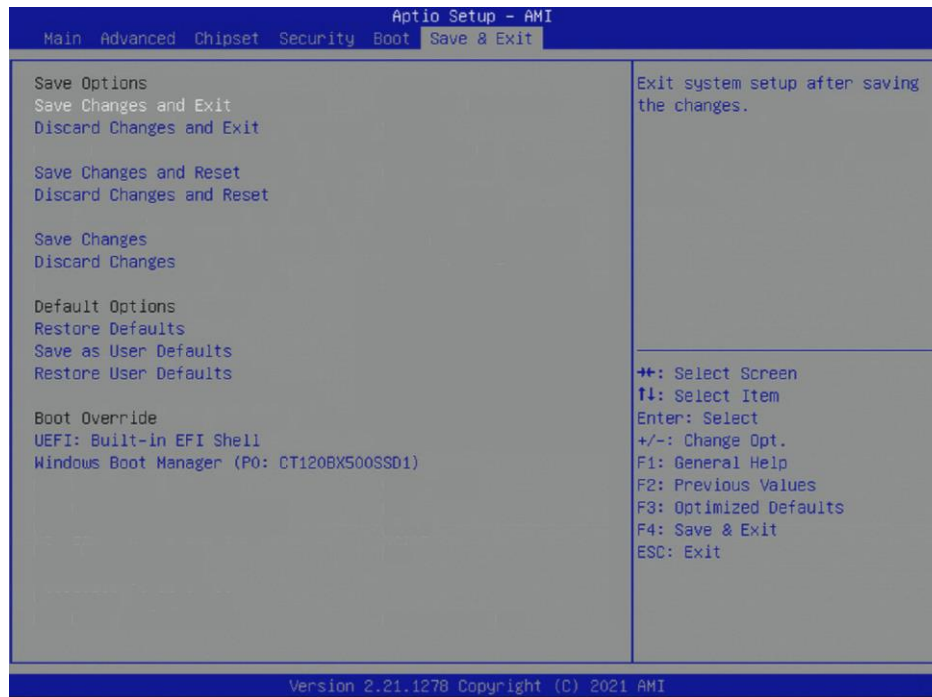 Aptio Setup – AMI
Main Advanced Chipset Security Boot Save & Exit
Save Options
Save Changes and Exit
Discard Changes and Exit
Save Changes and Reset
Discard Changes and Reset
Save Changes
Discard Changes
Default Options
Restore Defaults
Save as User Defaults
Restore User Defaults
Boot Override
UEFI: Built-in EFI Shell
Windows Boot Manager (P0: CT120BX500SSD1)
Exit system setup after saving
the changes.
→←: Select Screen
↑↓: Select Item
Enter: Select
+/-: Change Opt.
F1: General Help
F2: Previous Values
F3: Optimized Defaults
F4: Save & Exit
ESC: Exit
Version 2.21.1278 Copyright (C) 2021 AMI